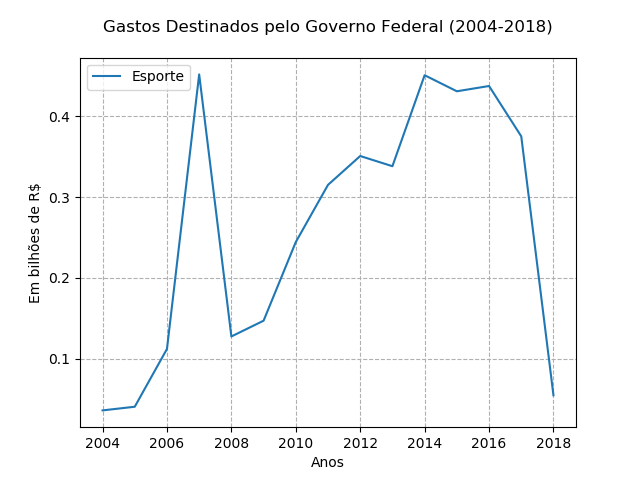 Gastos Destinados pelo Governo Federal (2004-2018)
Esporte
Em bilhões de R$
0.4
0.3
0.2
0.1
2004 2006 2008 2010 2012 2014 2016 2018
Anos